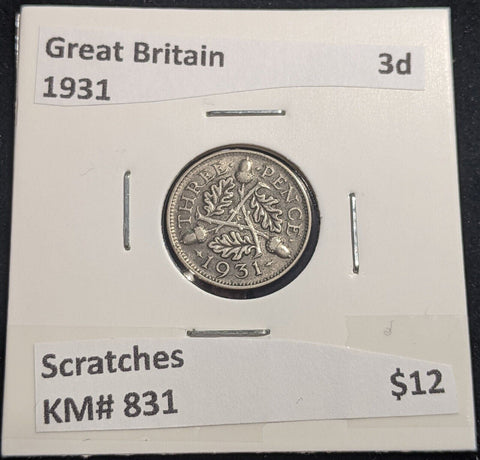 Great Britain 3d
1931
THREE PENCE
1931
Scratches
KM# 831 $12